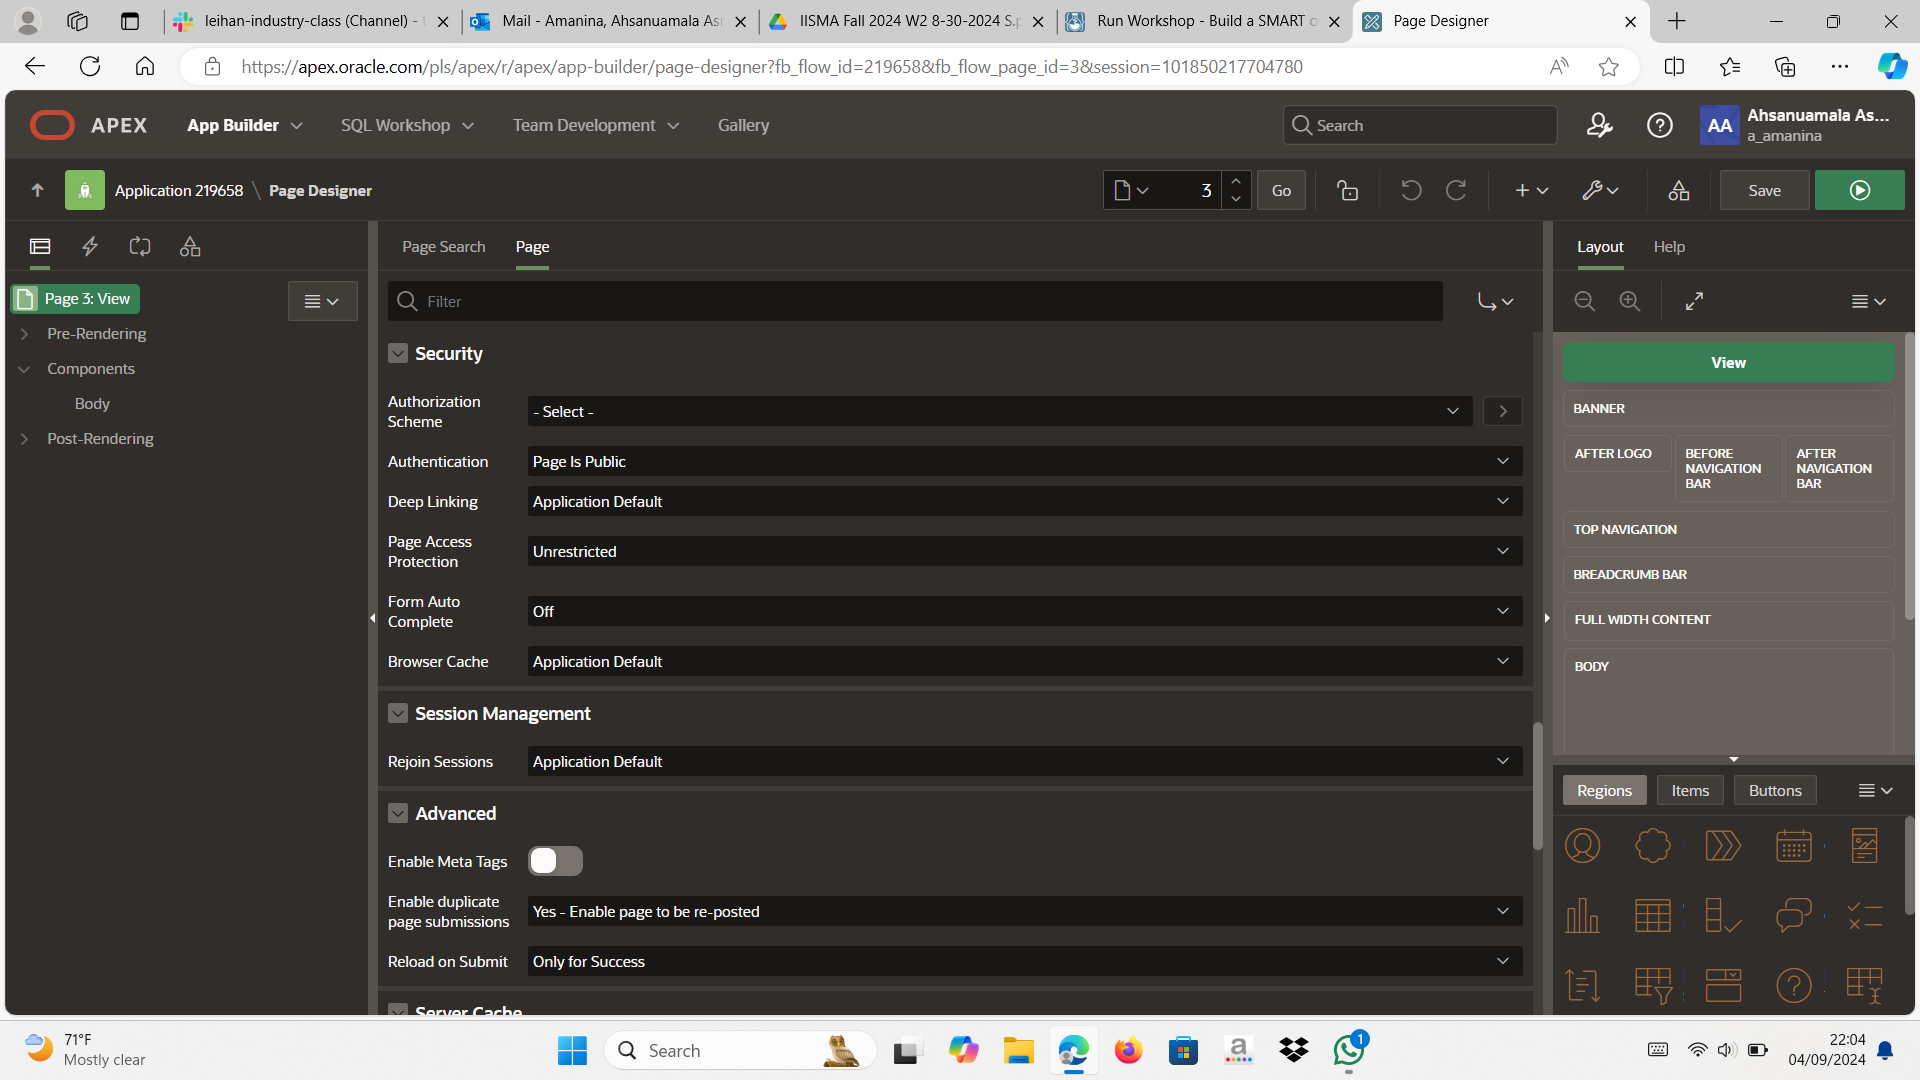 leihan-industry-class (Channel) -
Mail - Amanina, Ahsanuamala As
IISMA Fall 2024 W2 8-30-2024 S.p
Run Workshop - Build a SMART o
Page Designer
https://apex.oracle.com/pls/apex/r/apex/app-builder/page-designer?fb_flow_id=219658&fb_flow_page_id=3&session=101850217704780
APEX
App Builder
SQL Workshop
Team Development
Gallery
Search
AA
Ahsanuamala As...
a_amanina
Application 219658 \ Page Designer
3
Go
Save
Page Search
Page
Layout
Help
Page 3: View
Pre-Rendering
Components
Body
Post-Rendering
Filter
Security
Authorization Scheme
- Select -
Authentication
Page Is Public
Deep Linking
Application Default
Page Access Protection
Unrestricted
Form Auto Complete
Off
Browser Cache
Application Default
Session Management
Rejoin Sessions
Application Default
Advanced
Enable Meta Tags
Enable duplicate page submissions
Yes - Enable page to be re-posted
Reload on Submit
Only for Success
Server Cache
View
BANNER
AFTER LOGO
BEFORE NAVIGATION BAR
AFTER NAVIGATION BAR
TOP NAVIGATION
BREADCRUMB BAR
FULL WIDTH CONTENT
BODY
Regions
Items
Buttons
71°F
Mostly clear
Search
1
22:04
04/09/2024